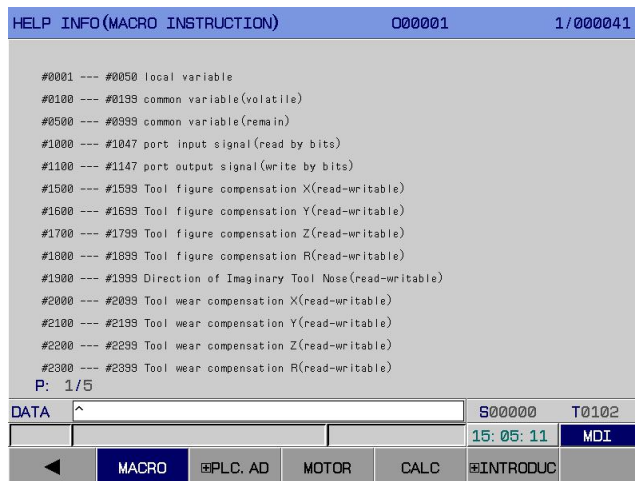 HELP INFO(MACRO INSTRUCTION) O00001 1/000041
#0001 --- #0050 local variable
#0100 --- #0199 common variable(volatile)
#0500 --- #0999 common variable(remain)
#1000 --- #1047 port input signal(read by bits)
#1100 --- #1147 port output signal(write by bits)
#1500 --- #1599 Tool figure compensation X(read-writable)
#1600 --- #1699 Tool figure compensation Y(read-writable)
#1700 --- #1799 Tool figure compensation Z(read-writable)
#1800 --- #1899 Tool figure compensation R(read-writable)
#1900 --- #1999 Direction of Imaginary Tool Nose(read-writable)
#2000 --- #2099 Tool wear compensation X(read-writable)
#2100 --- #2199 Tool wear compensation Y(read-writable)
#2200 --- #2299 Tool wear compensation Z(read-writable)
#2300 --- #2399 Tool wear compensation R(read-writable)
P: 1/5
DATA ^ S00000 T0102
15:05:11 MDI
◀ MACRO ⊞PLC. AD MOTOR CALC ⊞INTRODUC